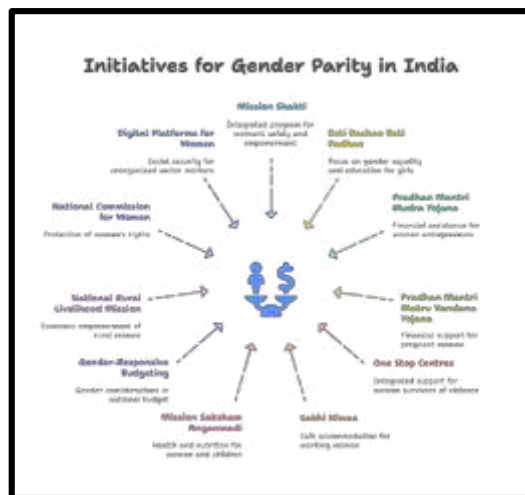 Initiatives for Gender Parity in India
Mission Shakti
Integrated program for
women's safety and
empowerment
Beti Bachao Beti
Padhao
Focus on gender equality
and education for girls
Pradhan Mantri
Mudra Yojana
Financial assistance for
women entrepreneurs
Pradhan Mantri
Matru Vandana
Yojana
Financial support for
pregnant women
One Stop Centres
Integrated support for
women survivors of violence
Sakhi Niwas
Safe accommodation for
working women
Mission Saksham
Anganwadi
Health and nutrition for
women and children
Gender-Responsive
Budgeting
Gender considerations in
national budget
National Rural
Livelihood Mission
Economic empowerment of
rural women
National Commission
for Women
Protection of women's rights
Digital Platforms for
Women
Social security for
unorganised sector workers